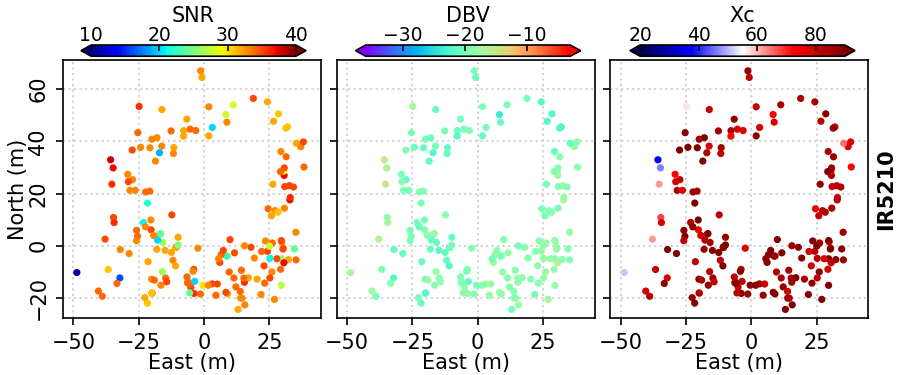 SNR DBV Xc
10 20 30 40 −30 −20 −10 20 40 60 80
60
40
20
0
−20
North (m)
IR5210
−50 −25 0 25 −50 −25 0 25 −50 −25 0 25
East (m) East (m) East (m)